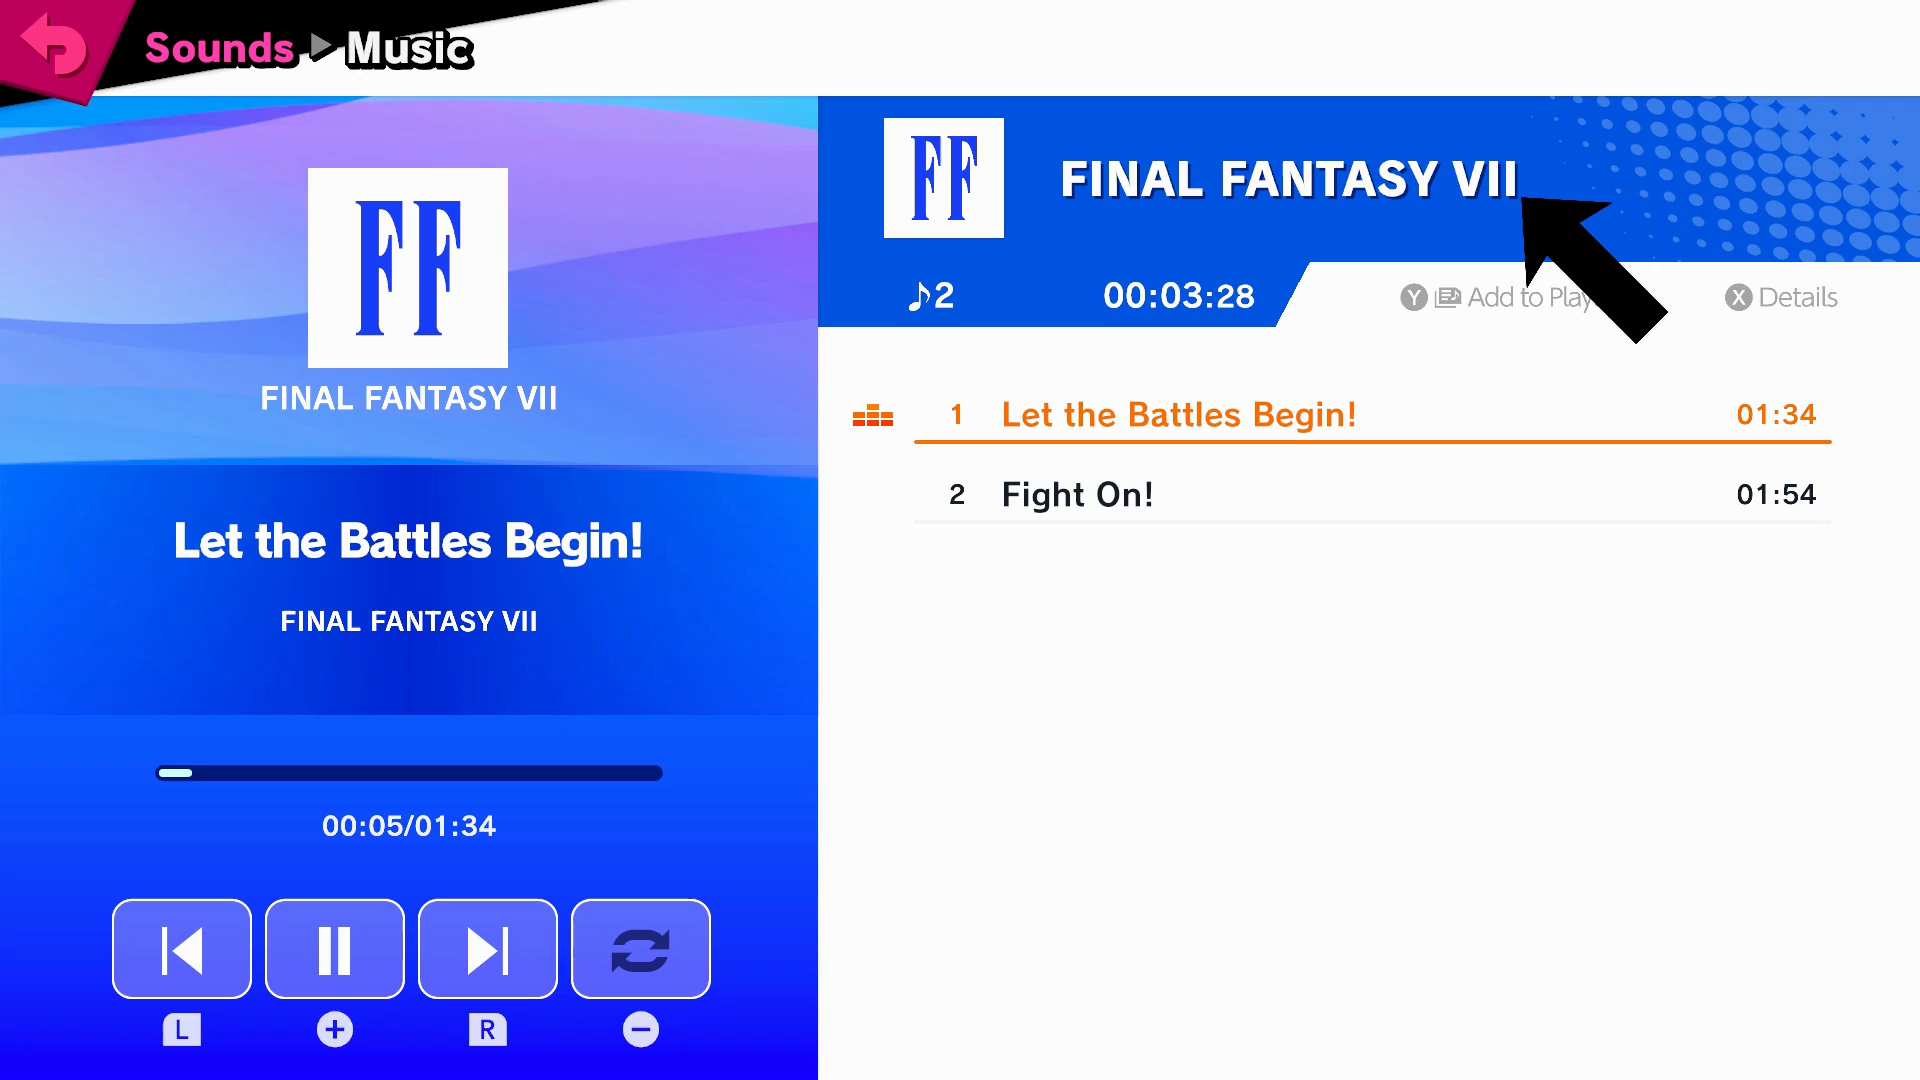 Sounds ▶ Music
FF
FINAL FANTASY VII
Let the Battles Begin!
FINAL FANTASY VII
00:05/01:34
L + R −
FF
FINAL FANTASY VII
♪2 00:03:28
Y Add to Play
X Details
1 Let the Battles Begin! 01:34
2 Fight On! 01:54